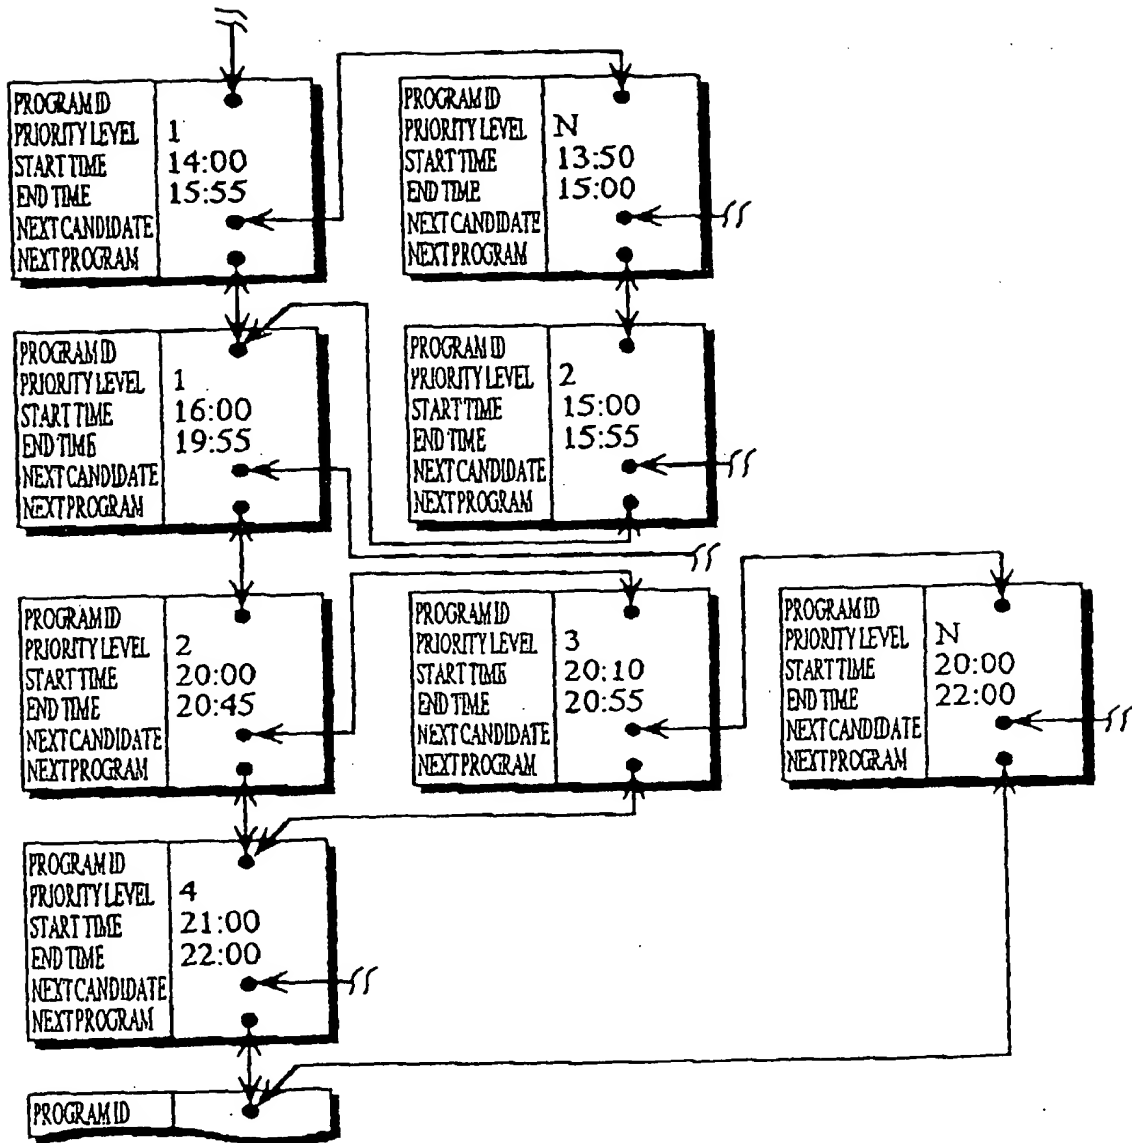 PROGRAM ID
PRIORITY LEVEL 1
START TIME 14:00
END TIME 15:55
NEXT CANDIDATE
NEXT PROGRAM
PROGRAM ID
PRIORITY LEVEL N
START TIME 13:50
END TIME 15:00
NEXT CANDIDATE
NEXT PROGRAM
PROGRAM ID
PRIORITY LEVEL 1
START TIME 16:00
END TIME 19:55
NEXT CANDIDATE
NEXT PROGRAM
PROGRAM ID
PRIORITY LEVEL 2
START TIME 15:00
END TIME 15:55
NEXT CANDIDATE
NEXT PROGRAM
PROGRAM ID
PRIORITY LEVEL 2
START TIME 20:00
END TIME 20:45
NEXT CANDIDATE
NEXT PROGRAM
PROGRAM ID
PRIORITY LEVEL 3
START TIME 20:10
END TIME 20:55
NEXT CANDIDATE
NEXT PROGRAM
PROGRAM ID
PRIORITY LEVEL N
START TIME 20:00
END TIME 22:00
NEXT CANDIDATE
NEXT PROGRAM
PROGRAM ID
PRIORITY LEVEL 4
START TIME 21:00
END TIME 22:00
NEXT CANDIDATE
NEXT PROGRAM
PROGRAM ID